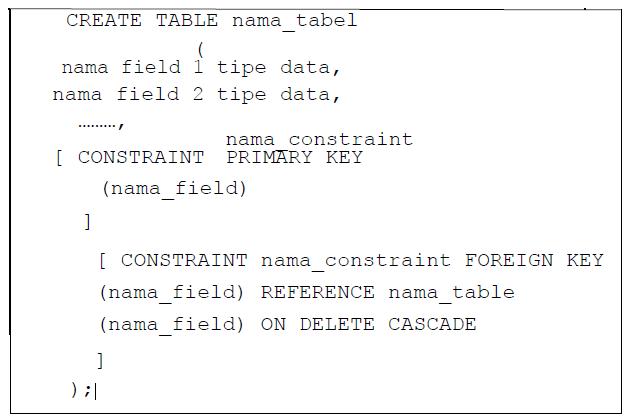 CREATE TABLE nama_tabel
(
nama field 1 tipe data,
nama field 2 tipe data,
………,
nama_constraint
[ CONSTRAINT PRIMARY KEY
(nama_field)
]
[ CONSTRAINT nama_constraint FOREIGN KEY
(nama_field) REFERENCE nama_table
(nama_field) ON DELETE CASCADE
]
);